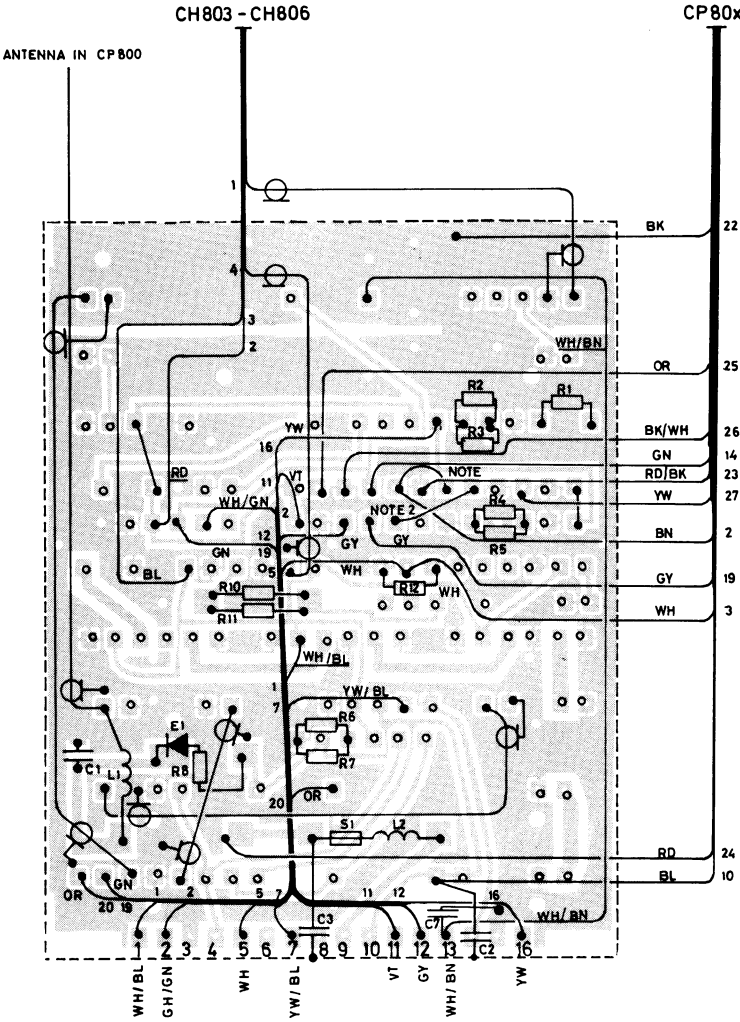 CH803 - CH806
CP80x
ANTENNA IN CP800
1
BK 22
4
3
2
WH/BN
OR 25
R2 R1
YW R3 BK/WH 26
16
GN 14
RD 11 VT NOTE RD/BK 23
WH/GN YW 27
2 NOTE 2 R4
12 BN 2
GN 19 GY GY R5
BL 5 WH GY 19
R10 R12 WH
R11 WH 3
WH/BL
1
7 YW/BL
E1 R6
C1 L1 R8 R7
20 OR
S1 L2
RD 24
BL 10
OR 20 19 GN 1 2 5 7 11 12 16
C3 C7 WH/BN
1 2 3 4 5 6 7 8 9 10 11 12 13 C2 16
WH/BL GH/GN WH YW/BL VT GY WH/BN YW